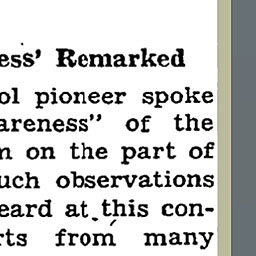 ess' Remarked
ol pioneer spoke
areness" of the
on the part of
uch observations
eard at this con-
rts from many